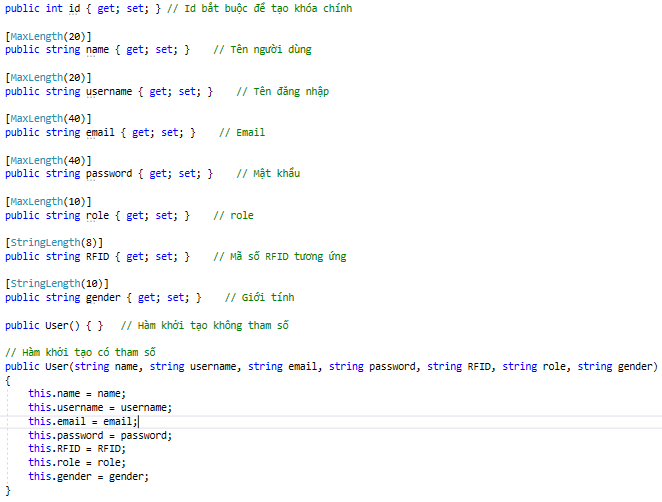 public int id { get; set; } // Id bắt buộc để tạo khóa chính
[MaxLength(20)]
public string name { get; set; }    // Tên người dùng
[MaxLength(20)]
public string username { get; set; }    // Tên đăng nhập
[MaxLength(40)]
public string email { get; set; }    // Email
[MaxLength(40)]
public string password { get; set; }    // Mật khẩu
[MaxLength(10)]
public string role { get; set; }    // role
[StringLength(8)]
public string RFID { get; set; }    // Mã số RFID tương ứng
[StringLength(10)]
public string gender { get; set; }    // Giới tính
public User() { }   // Hàm khởi tạo không tham số
// Hàm khởi tạo có tham số
public User(string name, string username, string email, string password, string RFID, string role, string gender)
{
    this.name = name;
    this.username = username;
    this.email = email;
    this.password = password;
    this.RFID = RFID;
    this.role = role;
    this.gender = gender;
}